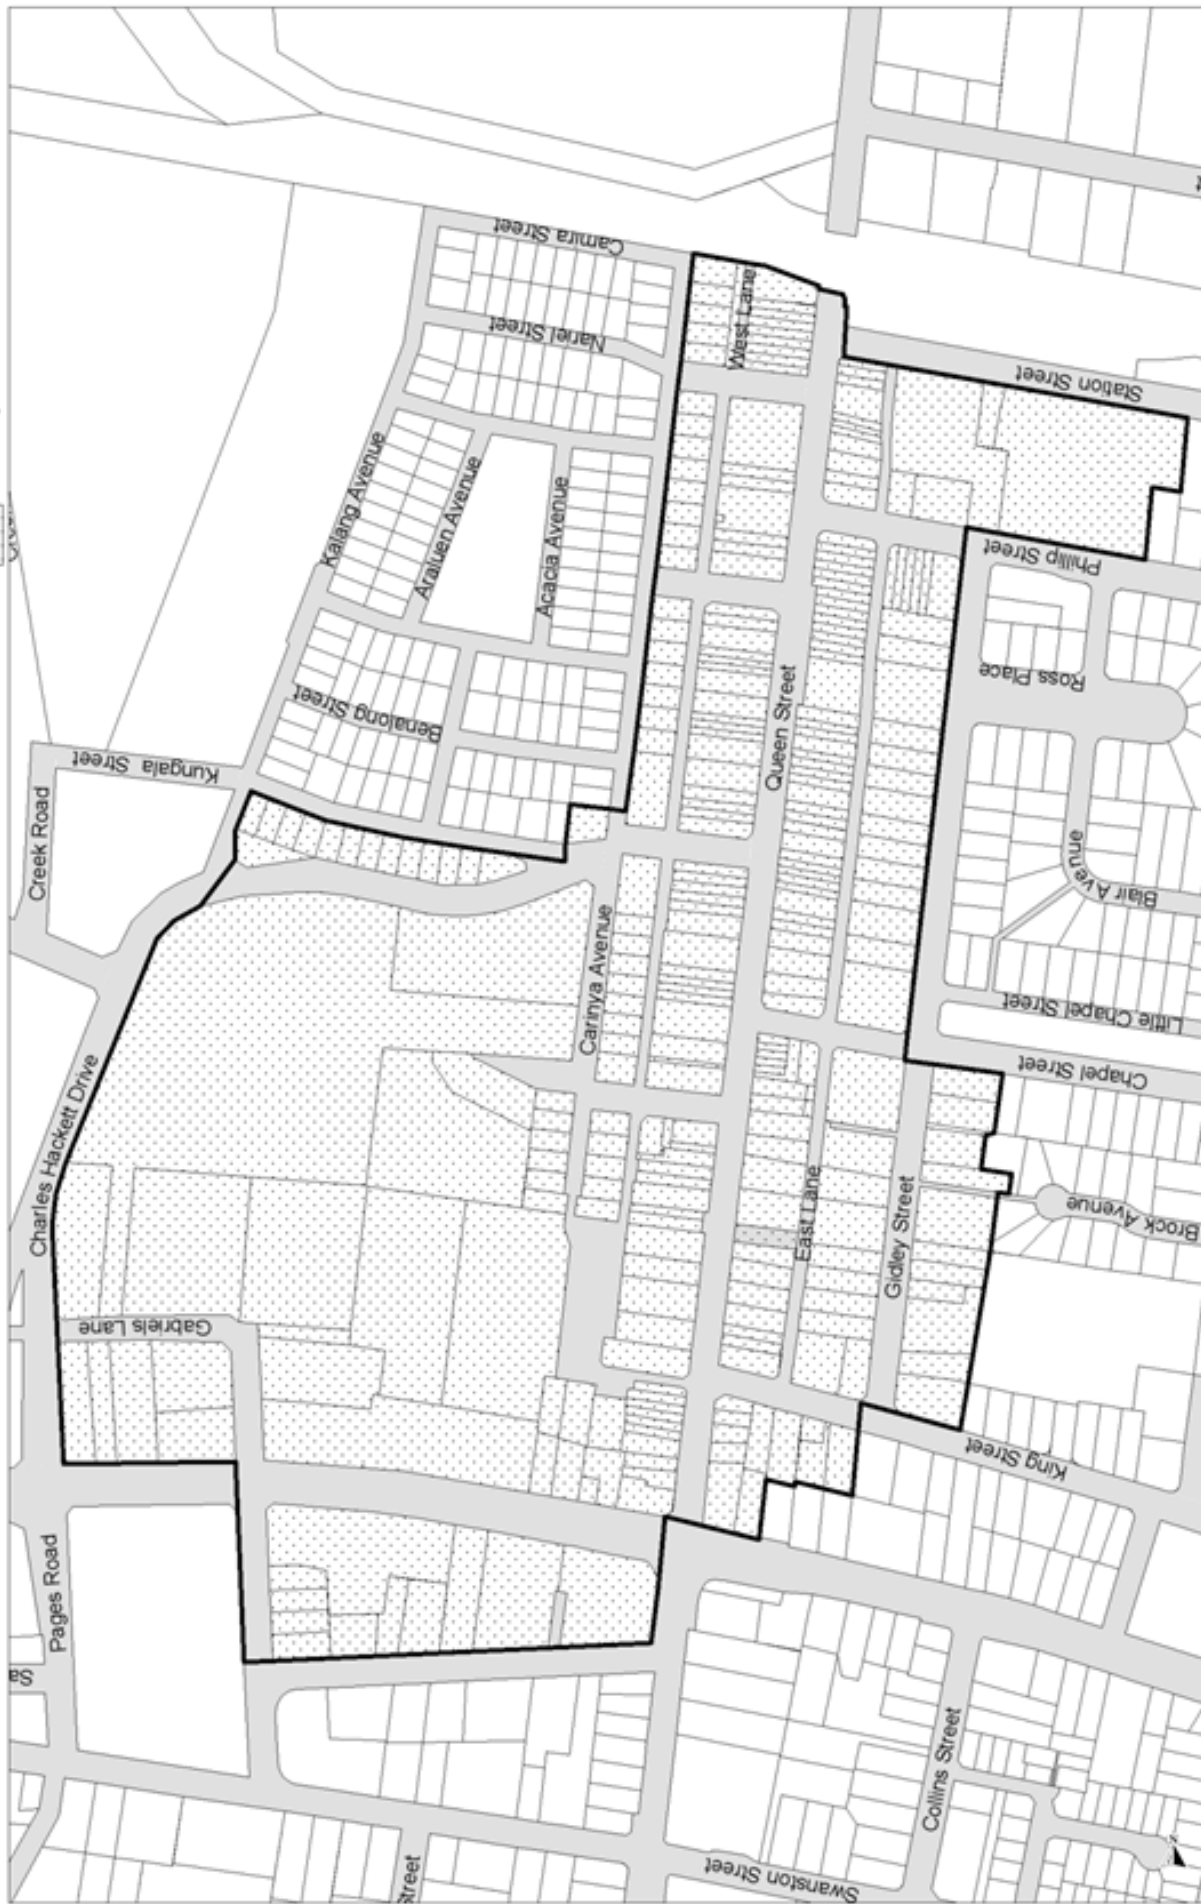 Camira Street
West Lane
Nariel Street
Station Street
Kalang Avenue
Araluen Avenue
Acacia Avenue
Phillip Street
Ross Place
Benalong Street
Queen Street
Kungala Street
Creek Road
Blair Avenue
Carinya Avenue
Little Chapel Street
Chapel Street
Charles Hackett Drive
East Lane
Gidley Street
Brock Avenue
Gabriels Lane
King Street
Pages Road
Sa
Collins Street
Street
Swanston Street